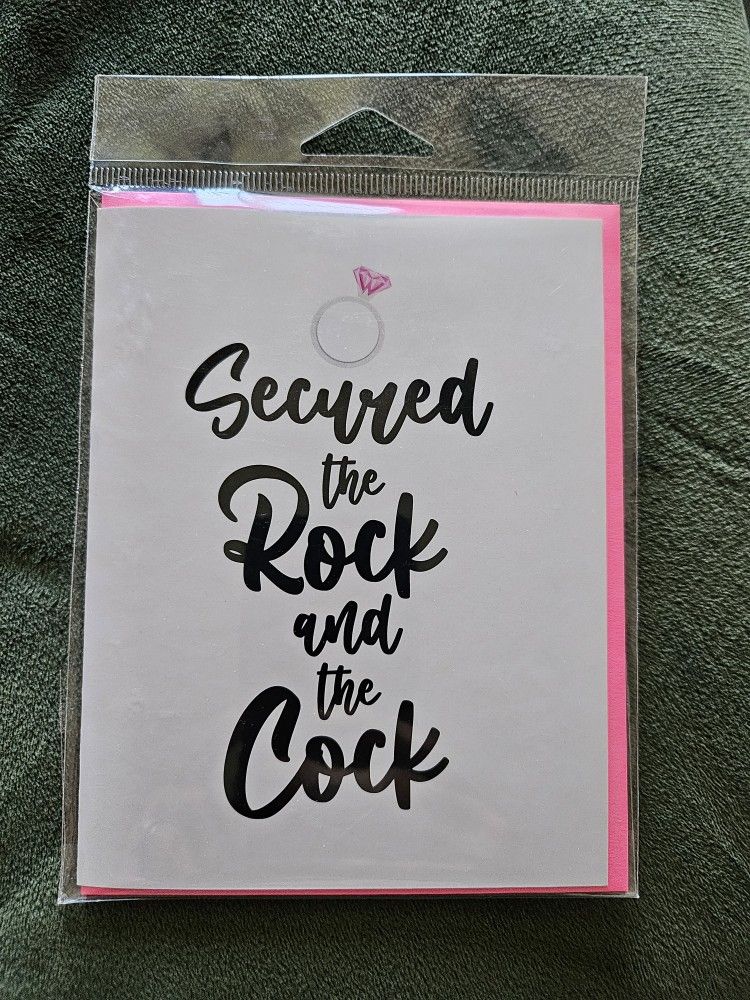 Secured
the
Rock
and
the
Cock